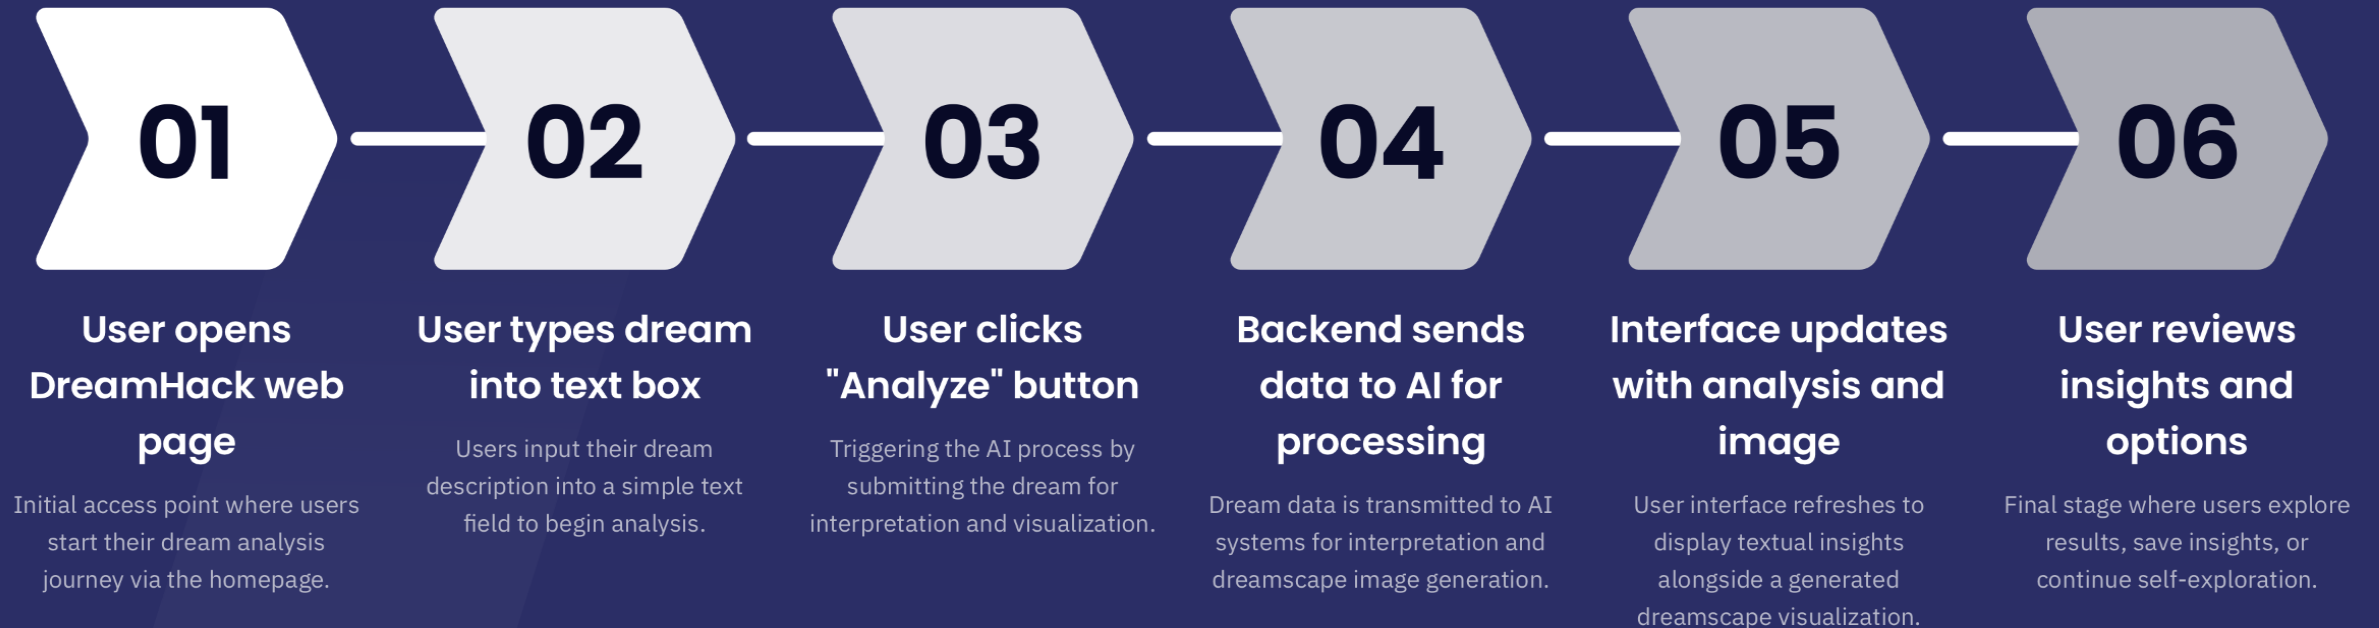 01
02
03
04
05
06
User opens
DreamHack web
page
Initial access point where users
start their dream analysis
journey via the homepage.
User types dream
into text box
Users input their dream
description into a simple text
field to begin analysis.
User clicks
"Analyze" button
Triggering the AI process by
submitting the dream for
interpretation and visualization.
Backend sends
data to AI for
processing
Dream data is transmitted to AI
systems for interpretation and
dreamscape image generation.
Interface updates
with analysis and
image
User interface refreshes to
display textual insights
alongside a generated
dreamscape visualization.
User reviews
insights and
options
Final stage where users explore
results, save insights, or
continue self-exploration.